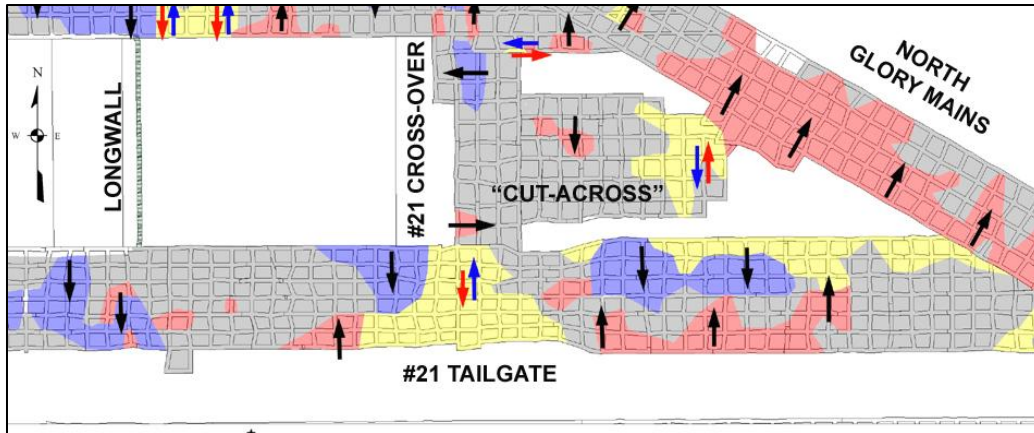 NORTH
GLORY MAINS
N
W
E
LONGWALL
#21 CROSS-OVER
“CUT-ACROSS”
#21 TAILGATE